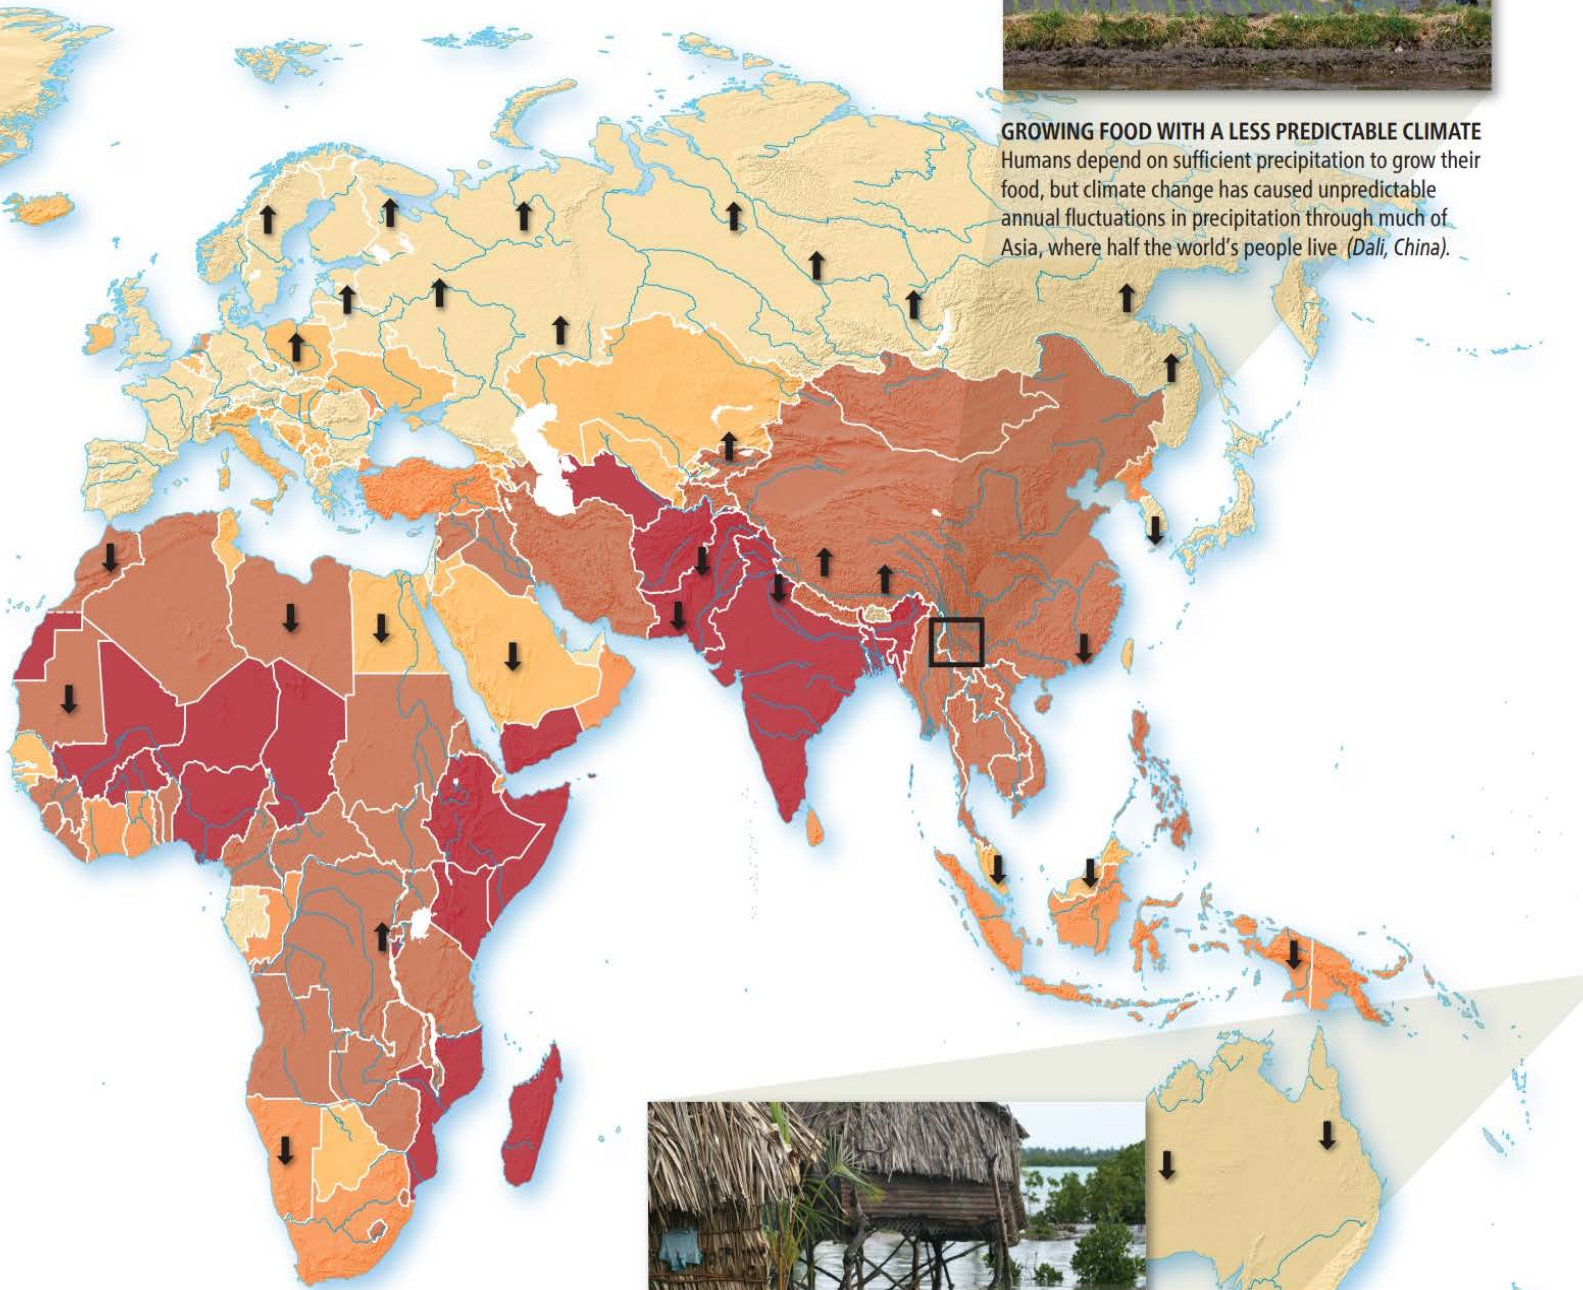 GROWING FOOD WITH A LESS PREDICTABLE CLIMATE
Humans depend on sufficient precipitation to grow their
food, but climate change has caused unpredictable
annual fluctuations in precipitation through much of
Asia, where half the world's people live (Dali, China).